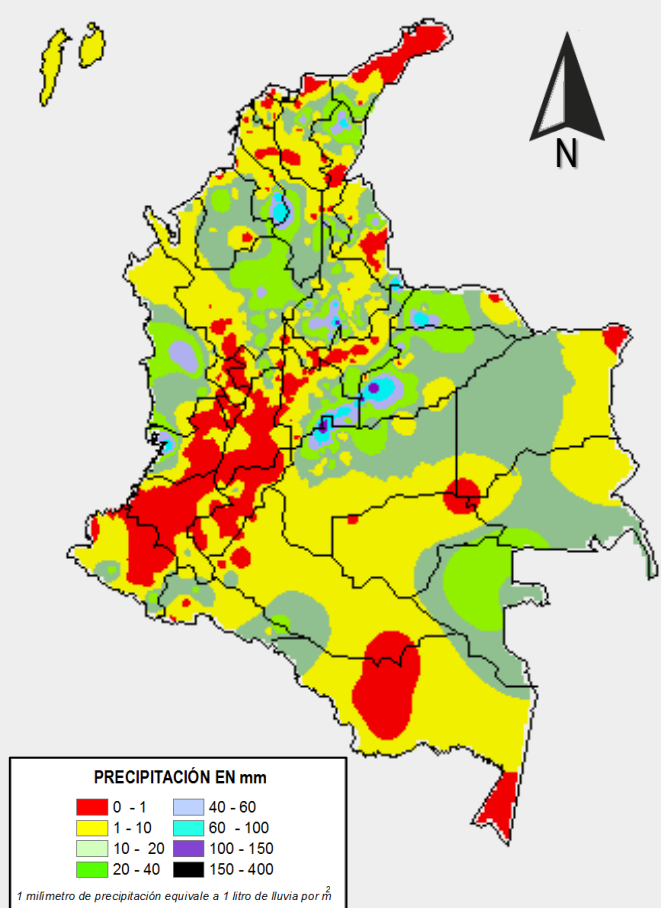 N
PRECIPITACIÓN EN mm
0 - 1
1 - 10
10 - 20
20 - 40
40 - 60
60 - 100
100 - 150
150 - 400
1 milimetro de precipitación equivale a 1 litro de lluvia por m2